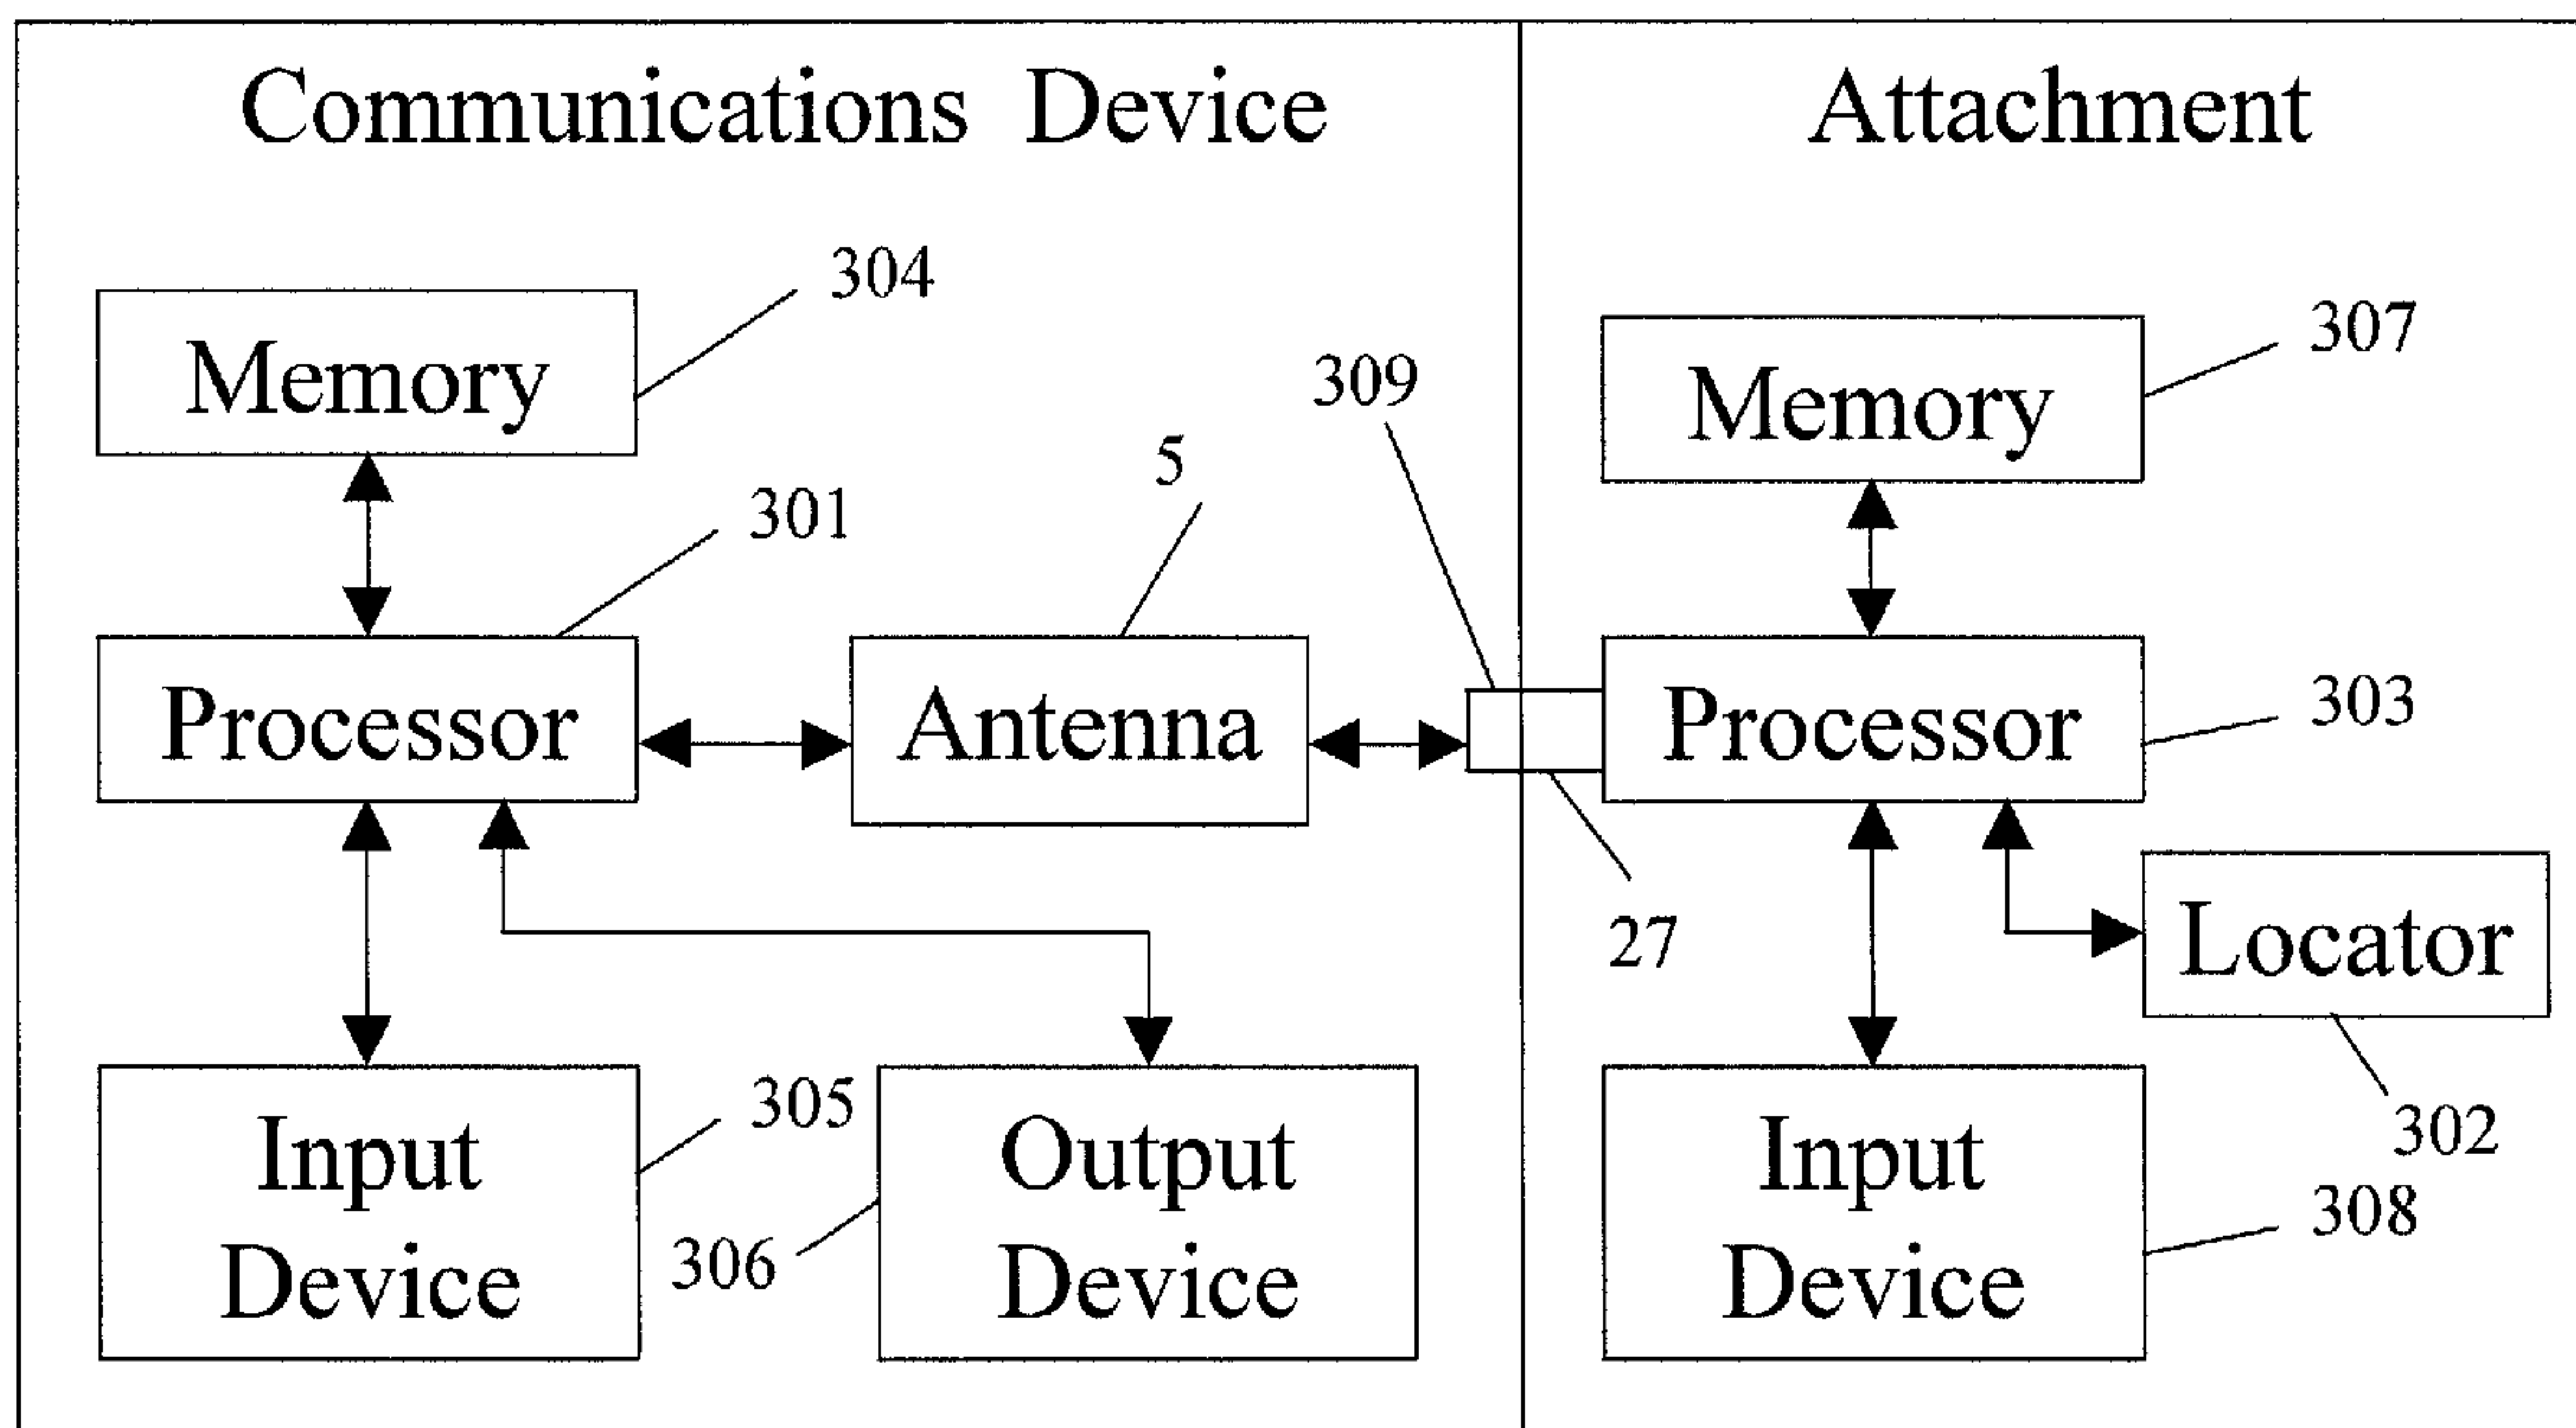 Communications Device
Attachment
304
Memory
307
Memory
309
5
301
Processor
Antenna
Processor
303
27
Locator
302
Input
Device
305
306
Output
Device
Input
Device
308